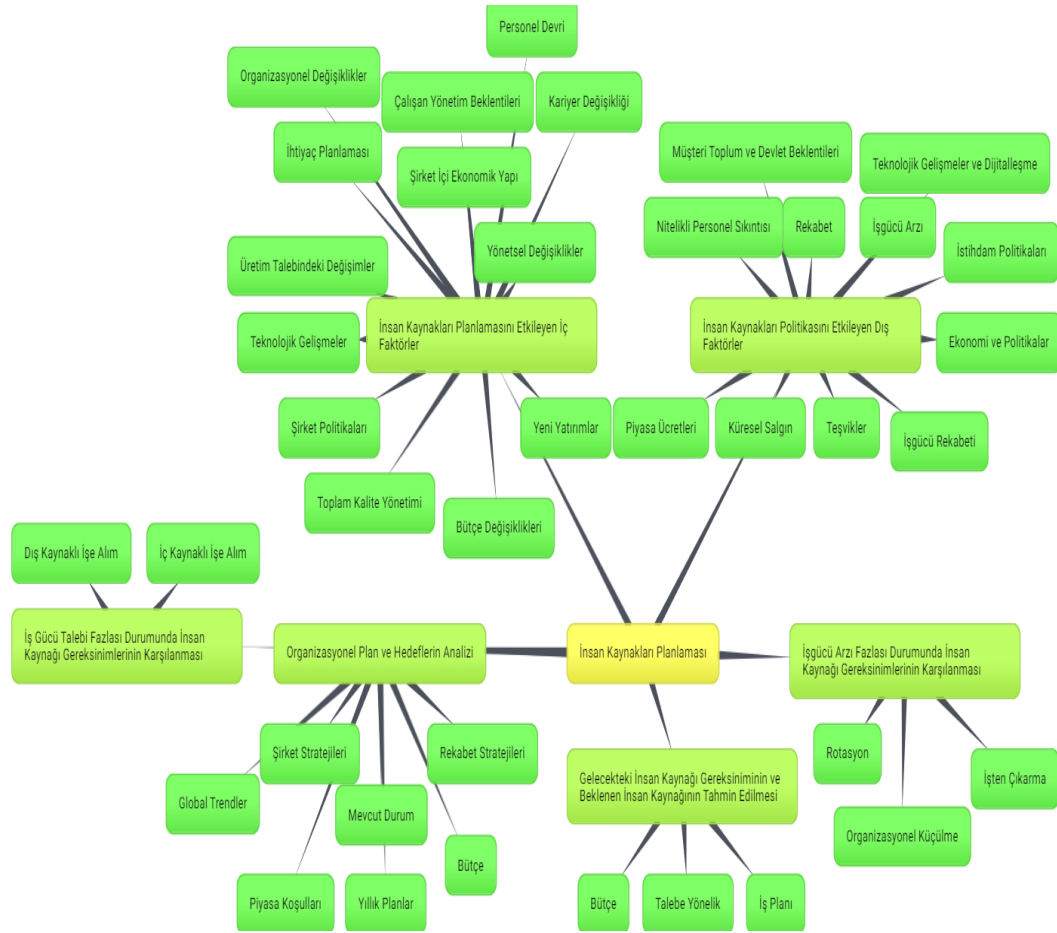 Personel Devri
Organizasyonel Değişiklikler
Çalışan Yönetim Beklentileri
Kariyer Değişikliği
İhtiyaç Planlaması
Şirket İçi Ekonomik Yapı
Müşteri Toplum ve Devlet Beklentileri
Teknolojik Gelişmeler ve Dijitalleşme
Nitelikli Personel Sıkıntısı
Rekabet
İşgücü Arzı
Üretim Talebindeki Değişimler
Yönetsel Değişiklikler
İstihdam Politikaları
İnsan Kaynakları Planlamasını Etkileyen İç
Faktörler
İnsan Kaynakları Politikasını Etkileyen Dış
Faktörler
Teknolojik Gelişmeler
Ekonomi ve Politikalar
Şirket Politikaları
Yeni Yatırımlar
Piyasa Ücretleri
Küresel Salgın
Teşvikler
İşgücü Rekabeti
Toplam Kalite Yönetimi
Bütçe Değişiklikleri
Dış Kaynaklı İşe Alım
İç Kaynaklı İşe Alım
İş Gücü Talebi Fazlası Durumunda İnsan
Kaynağı Gereksinimlerinin Karşılanması
Organizasyonel Plan ve Hedeflerin Analizi
İnsan Kaynakları Planlaması
İşgücü Arzı Fazlası Durumunda İnsan
Kaynağı Gereksinimlerinin Karşılanması
Şirket Stratejileri
Rekabet Stratejileri
Rotasyon
İşten Çıkarma
Global Trendler
Mevcut Durum
Gelecekteki İnsan Kaynağı Gereksiniminin ve
Beklenen İnsan Kaynağının Tahmin Edilmesi
Organizasyonel Küçülme
Bütçe
Piyasa Koşulları
Yıllık Planlar
Bütçe
Talebe Yönelik
İş Planı